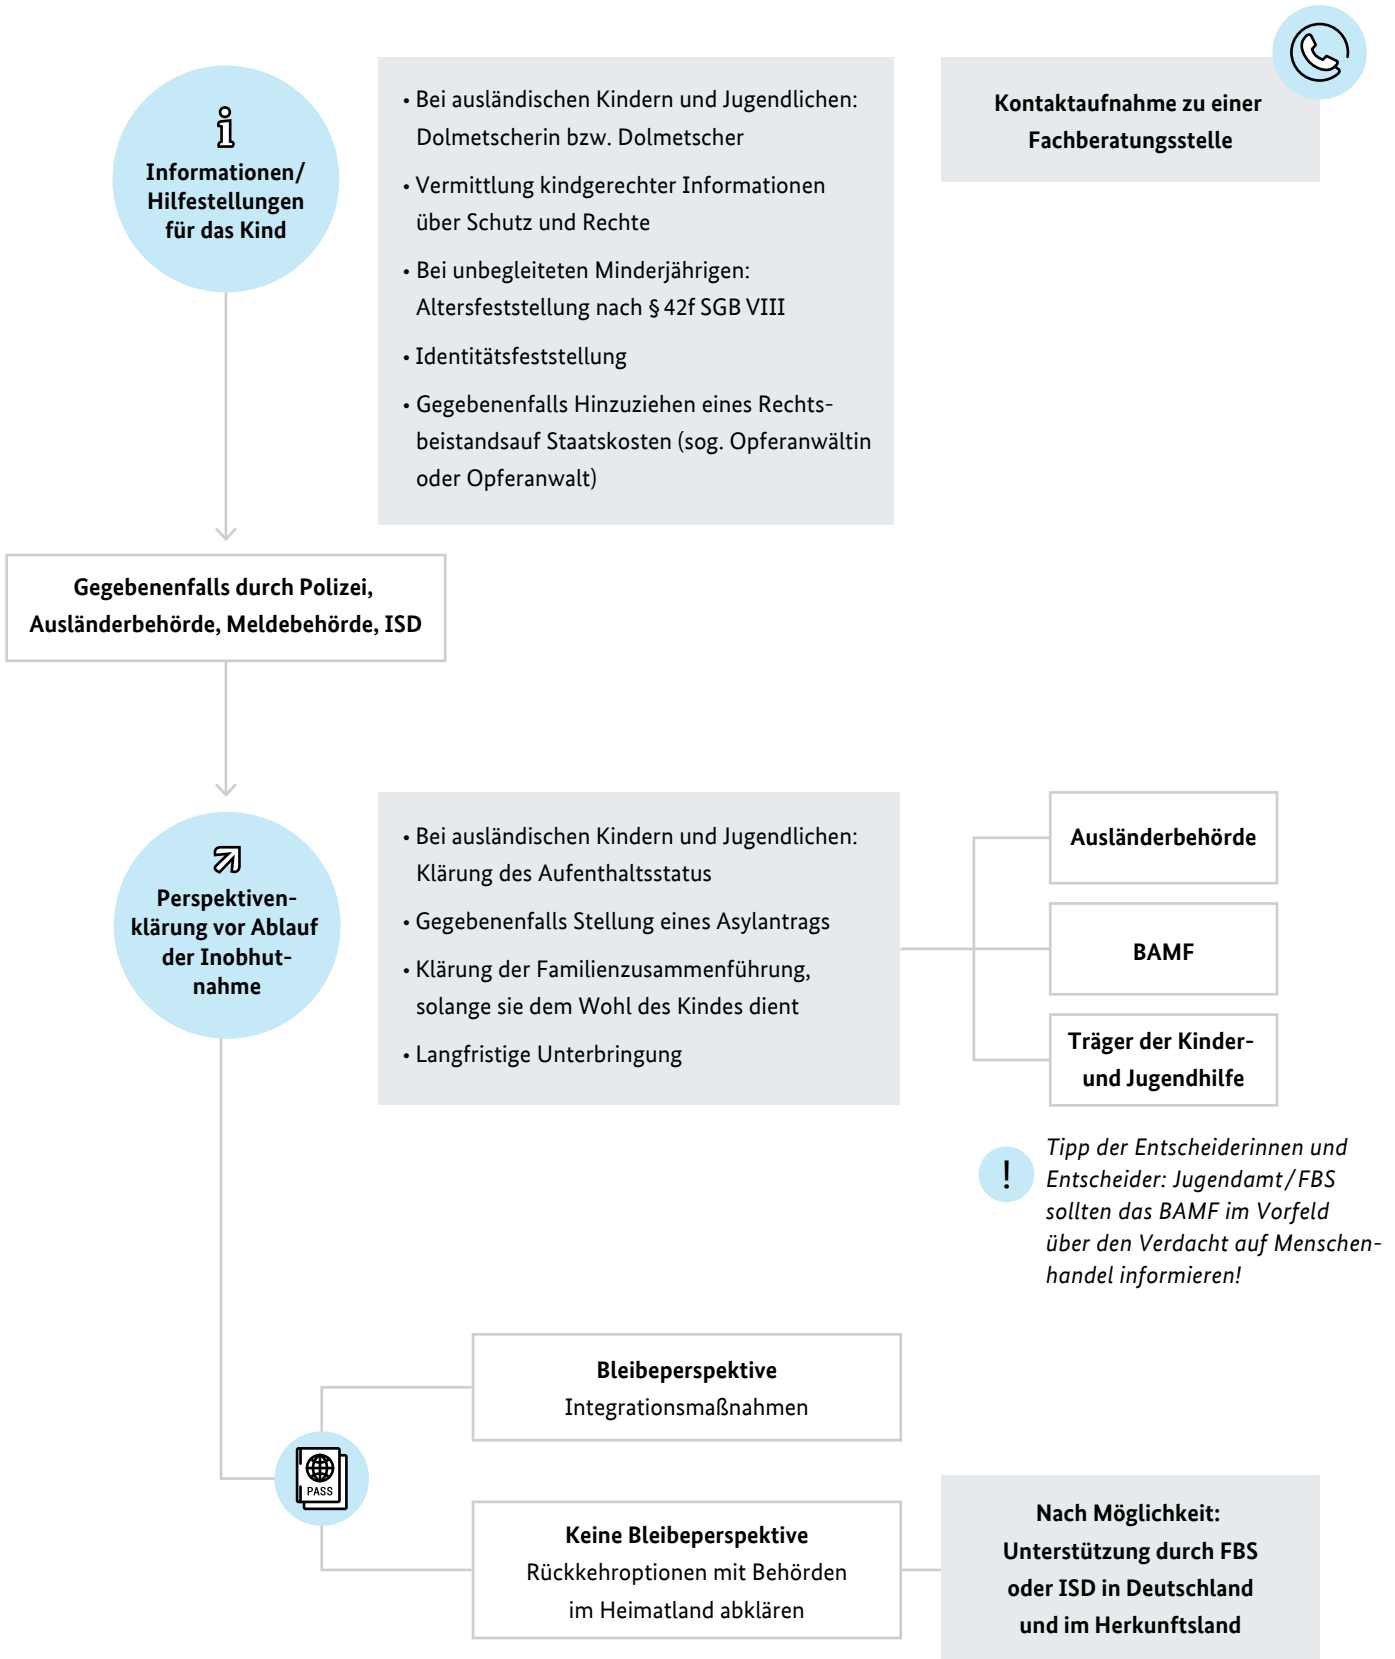 Informationen/
Hilfestellungen
für das Kind
• Bei ausländischen Kindern und Jugendlichen:
Dolmetscherin bzw. Dolmetscher
• Vermittlung kindgerechter Informationen
über Schutz und Rechte
• Bei unbegleiteten Minderjährigen:
Altersfeststellung nach § 42f SGB VIII
• Identitätsfeststellung
• Gegebenenfalls Hinzuziehen eines Rechts-
beistandsauf Staatskosten (sog. Opferanwältin
oder Opferanwalt)
Kontaktaufnahme zu einer
Fachberatungsstelle
Gegebenenfalls durch Polizei,
Ausländerbehörde, Meldebehörde, ISD
Perspektiven-
klärung vor Ablauf
der Inobhut-
nahme
• Bei ausländischen Kindern und Jugendlichen:
Klärung des Aufenthaltsstatus
• Gegebenenfalls Stellung eines Asylantrags
• Klärung der Familienzusammenführung,
solange sie dem Wohl des Kindes dient
• Langfristige Unterbringung
Ausländerbehörde
BAMF
Träger der Kinder-
und Jugendhilfe
!
Tipp der Entscheiderinnen und
Entscheider: Jugendamt/FBS
sollten das BAMF im Vorfeld
über den Verdacht auf Menschen-
handel informieren!
PASS
Bleibeperspektive
Integrationsmaßnahmen
Keine Bleibeperspektive
Rückkehroptionen mit Behörden
im Heimatland abklären
Nach Möglichkeit:
Unterstützung durch FBS
oder ISD in Deutschland
und im Herkunftsland